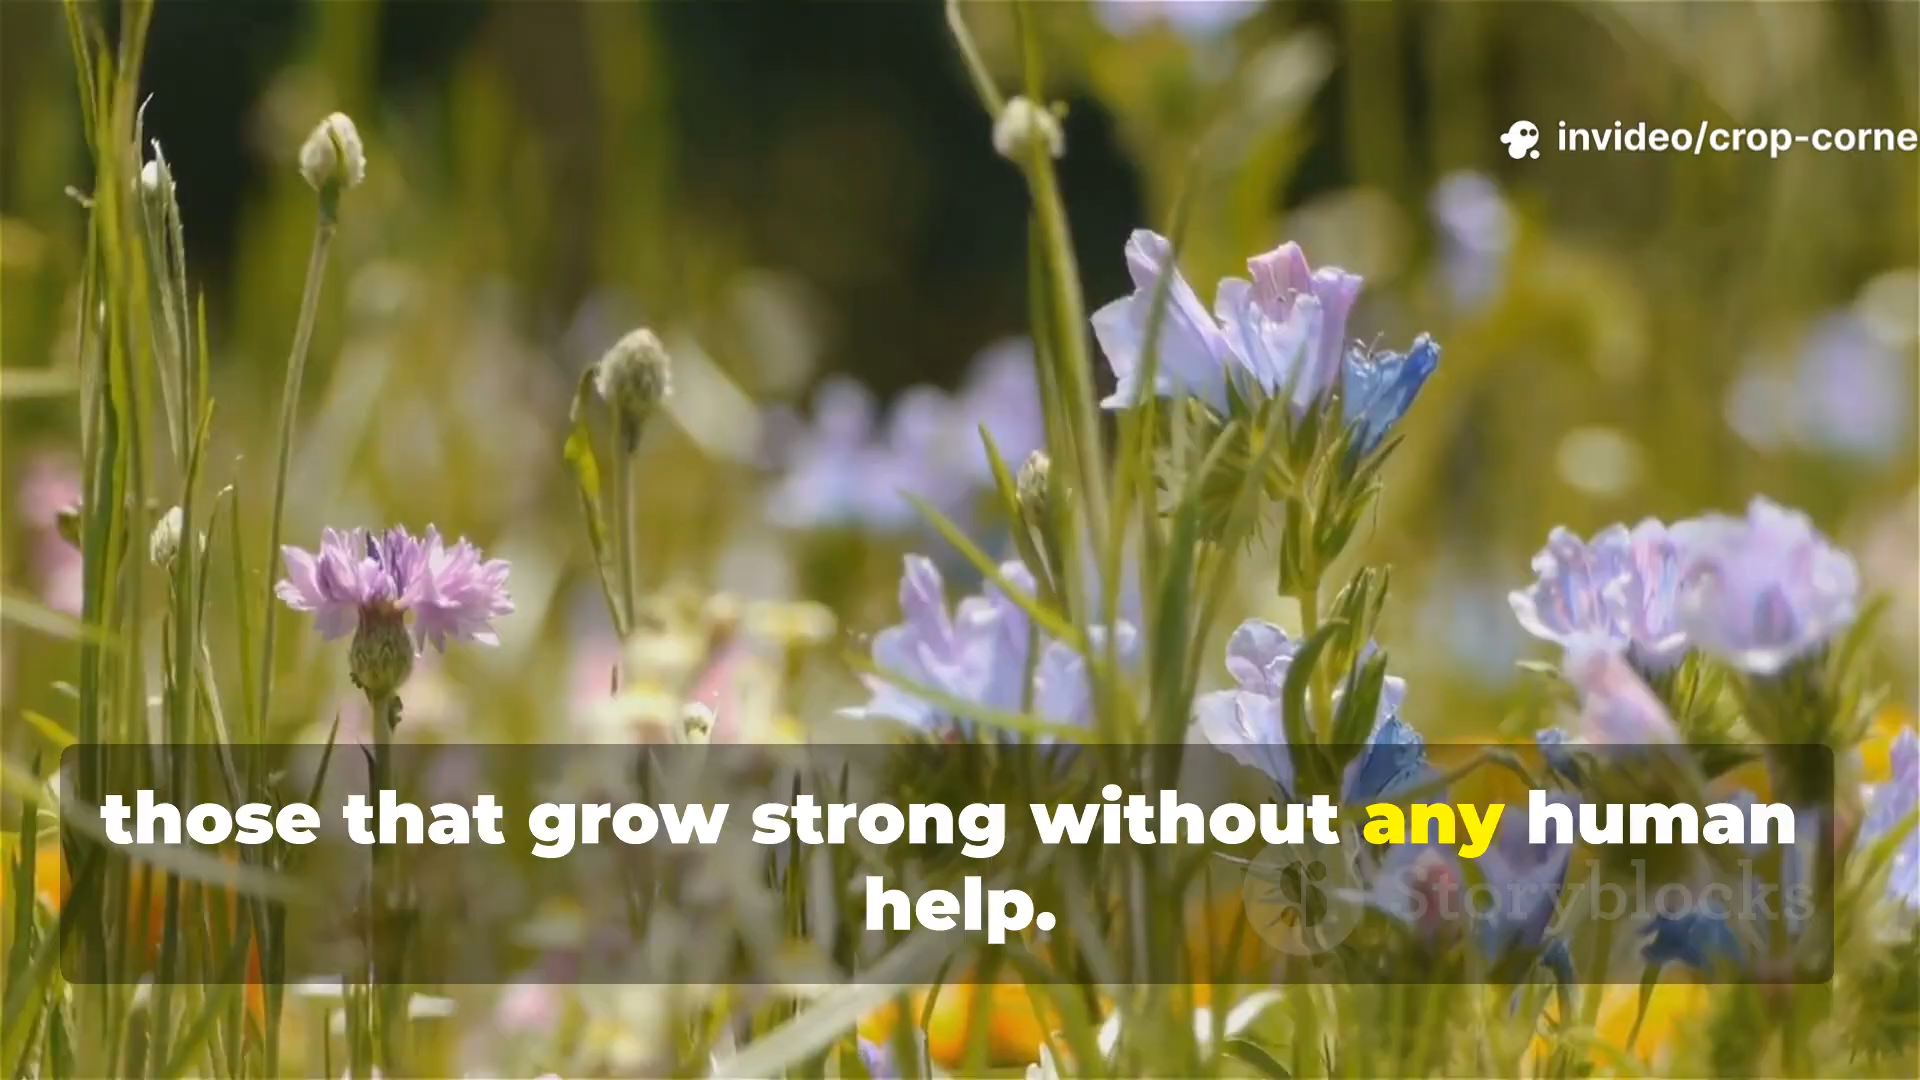 invideo/crop-corne
those that grow strong without any human
help.
Storyblocks